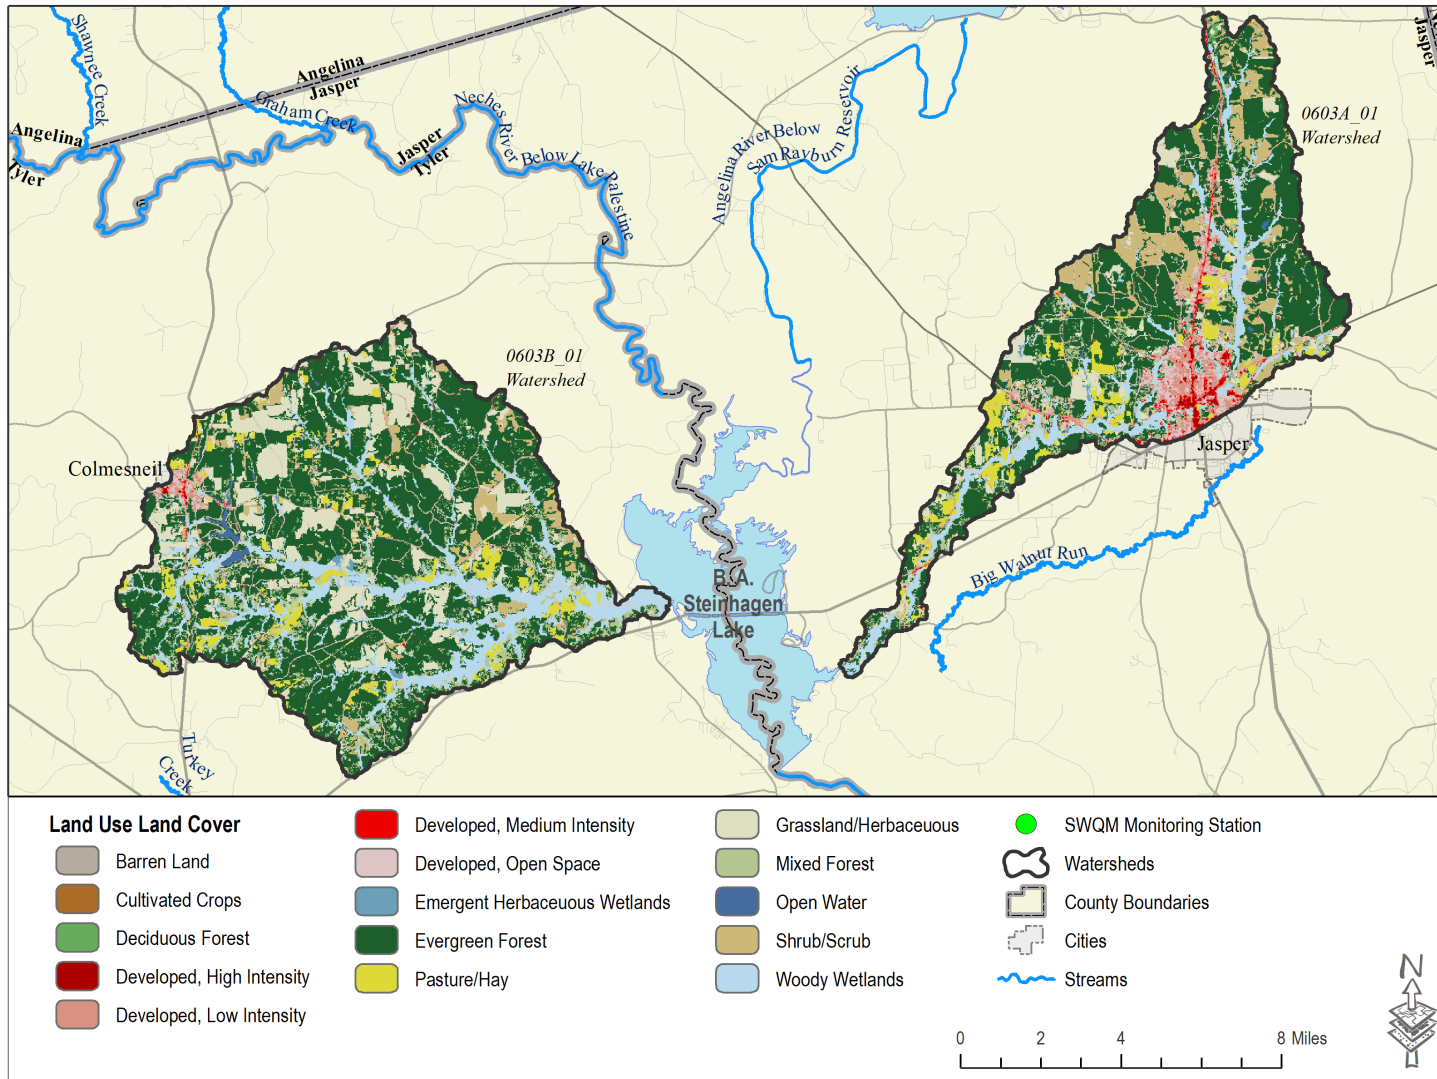 Shawnee Creek
Angelina
Jasper
Graham Creek
Neches River
Below Lake Palestine
Jasper
Tyler
Angelina
Tyler
Angelina River Below
Sam Rayburn Reservoir
Jasper
0603A_01
Watershed
0603B_01
Watershed
Colmesneil
Jasper
B. A.
Steinhagen
Lake
Big Walnut Run
Turkey
Creek
Land Use Land Cover
Barren Land
Cultivated Crops
Deciduous Forest
Developed, High Intensity
Developed, Low Intensity
Developed, Medium Intensity
Developed, Open Space
Emergent Herbaceuous Wetlands
Evergreen Forest
Pasture/Hay
Grassland/Herbaceuous
Mixed Forest
Open Water
Shrub/Scrub
Woody Wetlands
SWQM Monitoring Station
Watersheds
County Boundaries
Cities
Streams
N
0 2 4 8 Miles